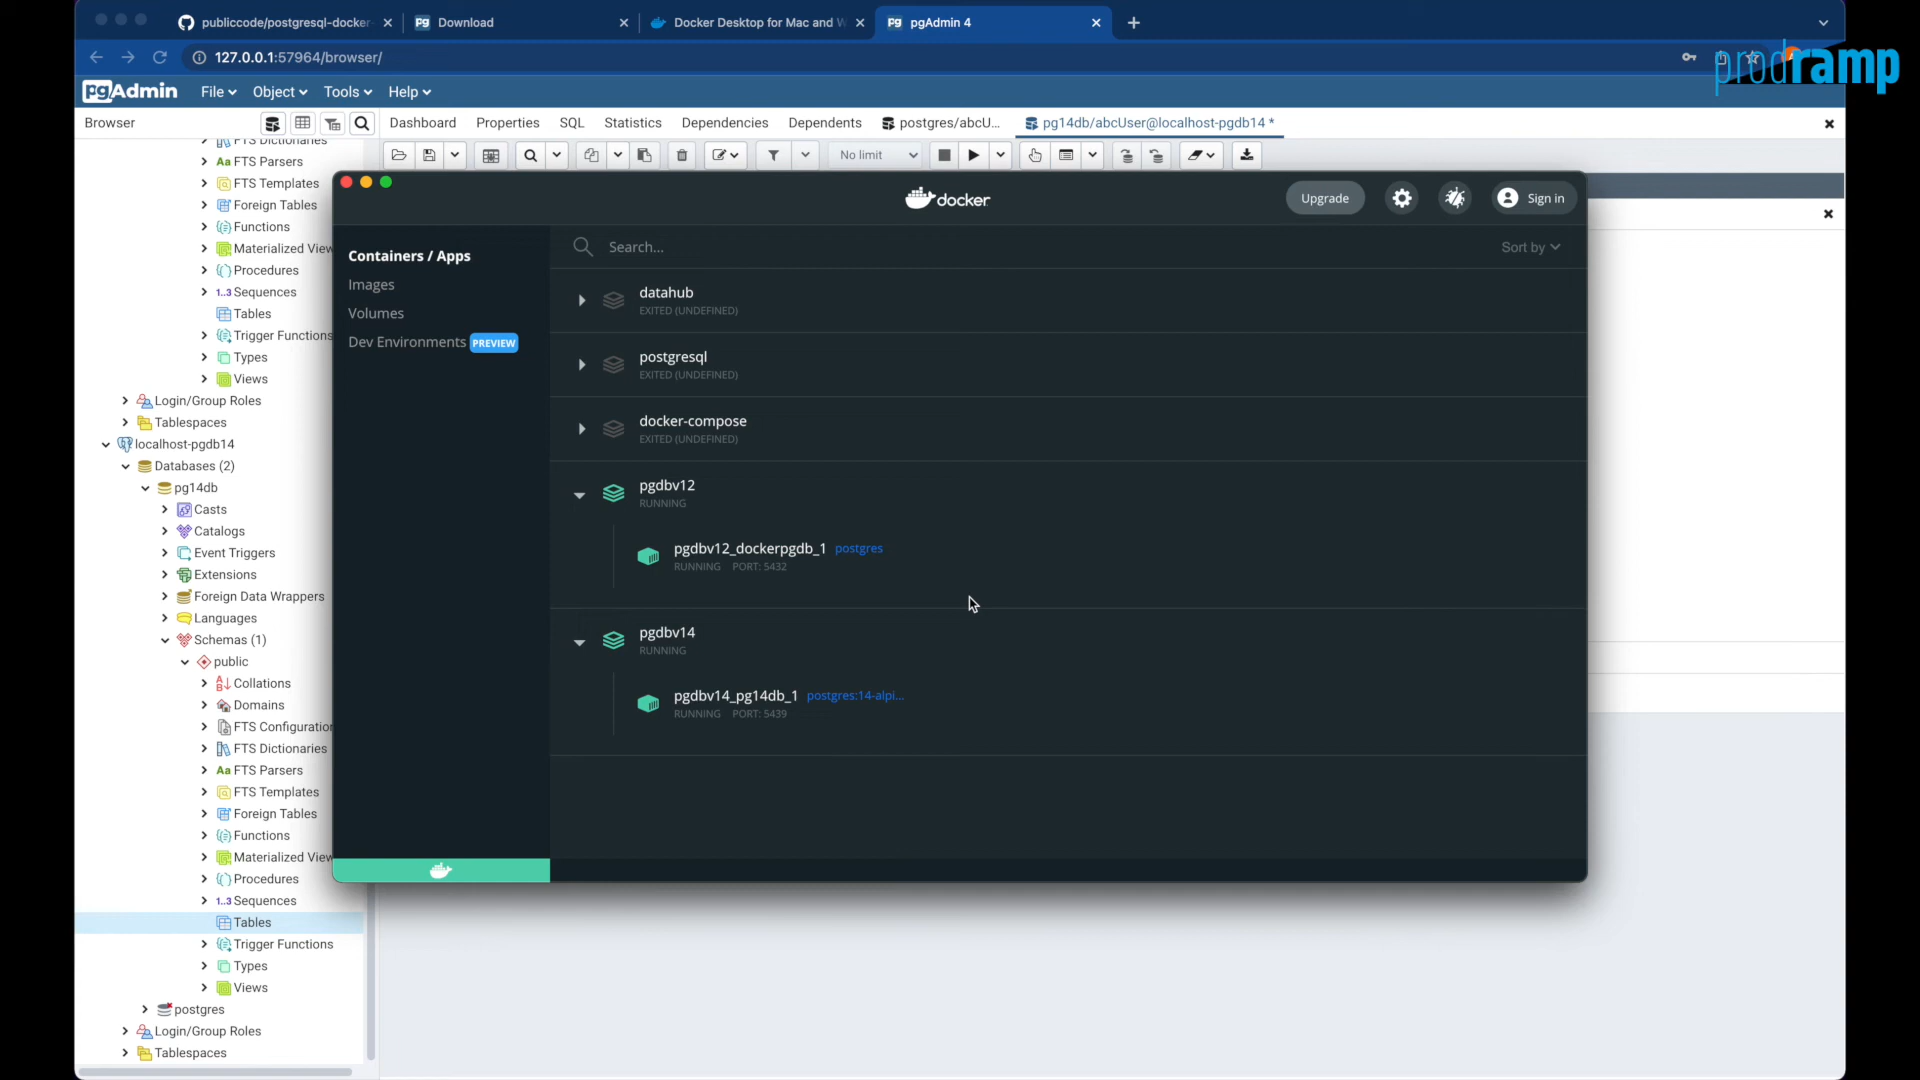 publiccode/postgresql-docker-
Download
Docker Desktop for Mac and W
pgAdmin 4
127.0.0.1:57964/browser/
prodramp
pgAdmin
File
Object
Tools
Help
Browser
Dashboard
Properties
SQL
Statistics
Dependencies
Dependents
postgres/abcU...
pg14db/abcUser@localhost-pgdb14 *
No limit
FTS Dictionaries
FTS Parsers
FTS Templates
Foreign Tables
Functions
Materialized View
Procedures
1..3 Sequences
Tables
Trigger Functions
Types
Views
Login/Group Roles
Tablespaces
localhost-pgdb14
Databases (2)
pg14db
Casts
Catalogs
Event Triggers
Extensions
Foreign Data Wrappers
Languages
Schemas (1)
public
Collations
Domains
FTS Configuration
FTS Dictionaries
Aa FTS Parsers
FTS Templates
Foreign Tables
Functions
Materialized View
Procedures
1..3 Sequences
Tables
Trigger Functions
Types
Views
postgres
Login/Group Roles
Tablespaces
docker
Upgrade
Sign in
Containers / Apps
Images
Volumes
Dev Environments PREVIEW
Search...
Sort by
datahub
EXITED (UNDEFINED)
postgresql
EXITED (UNDEFINED)
docker-compose
EXITED (UNDEFINED)
pgdbv12
RUNNING
pgdbv12_dockerpgdb_1 postgres
RUNNING PORT: 5432
pgdbv14
RUNNING
pgdbv14_pg14db_1 postgres:14-alpi...
RUNNING PORT: 5439